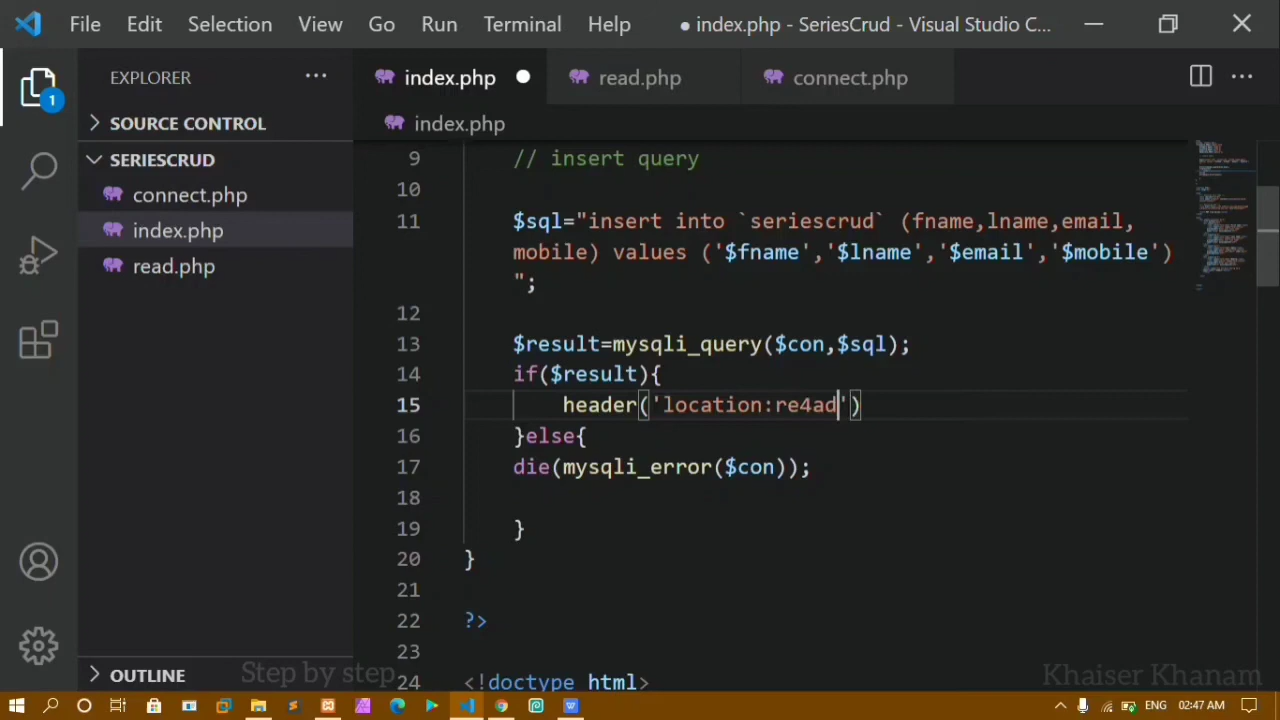 File Edit Selection View Go Run Terminal Help ● index.php - SeriesCrud - Visual Studio C...
EXPLORER ... index.php read.php connect.php
1
SOURCE CONTROL index.php
SERIESCRUD
connect.php
index.php
read.php
9 // insert query
10
11 $sql="insert into `seriescrud` (fname,lname,email,
mobile) values ('$fname','$lname','$email','$mobile')
";
12
13 $result=mysqli_query($con,$sql);
14 if($result){
15 header('location:re4ad')
16 }else{
17 die(mysqli_error($con));
18
19 }
20 }
21
22 ?>
23
24 <!doctype html>
OUTLINE
Step by step
Khaiser Khanam
ENG 02:47 AM